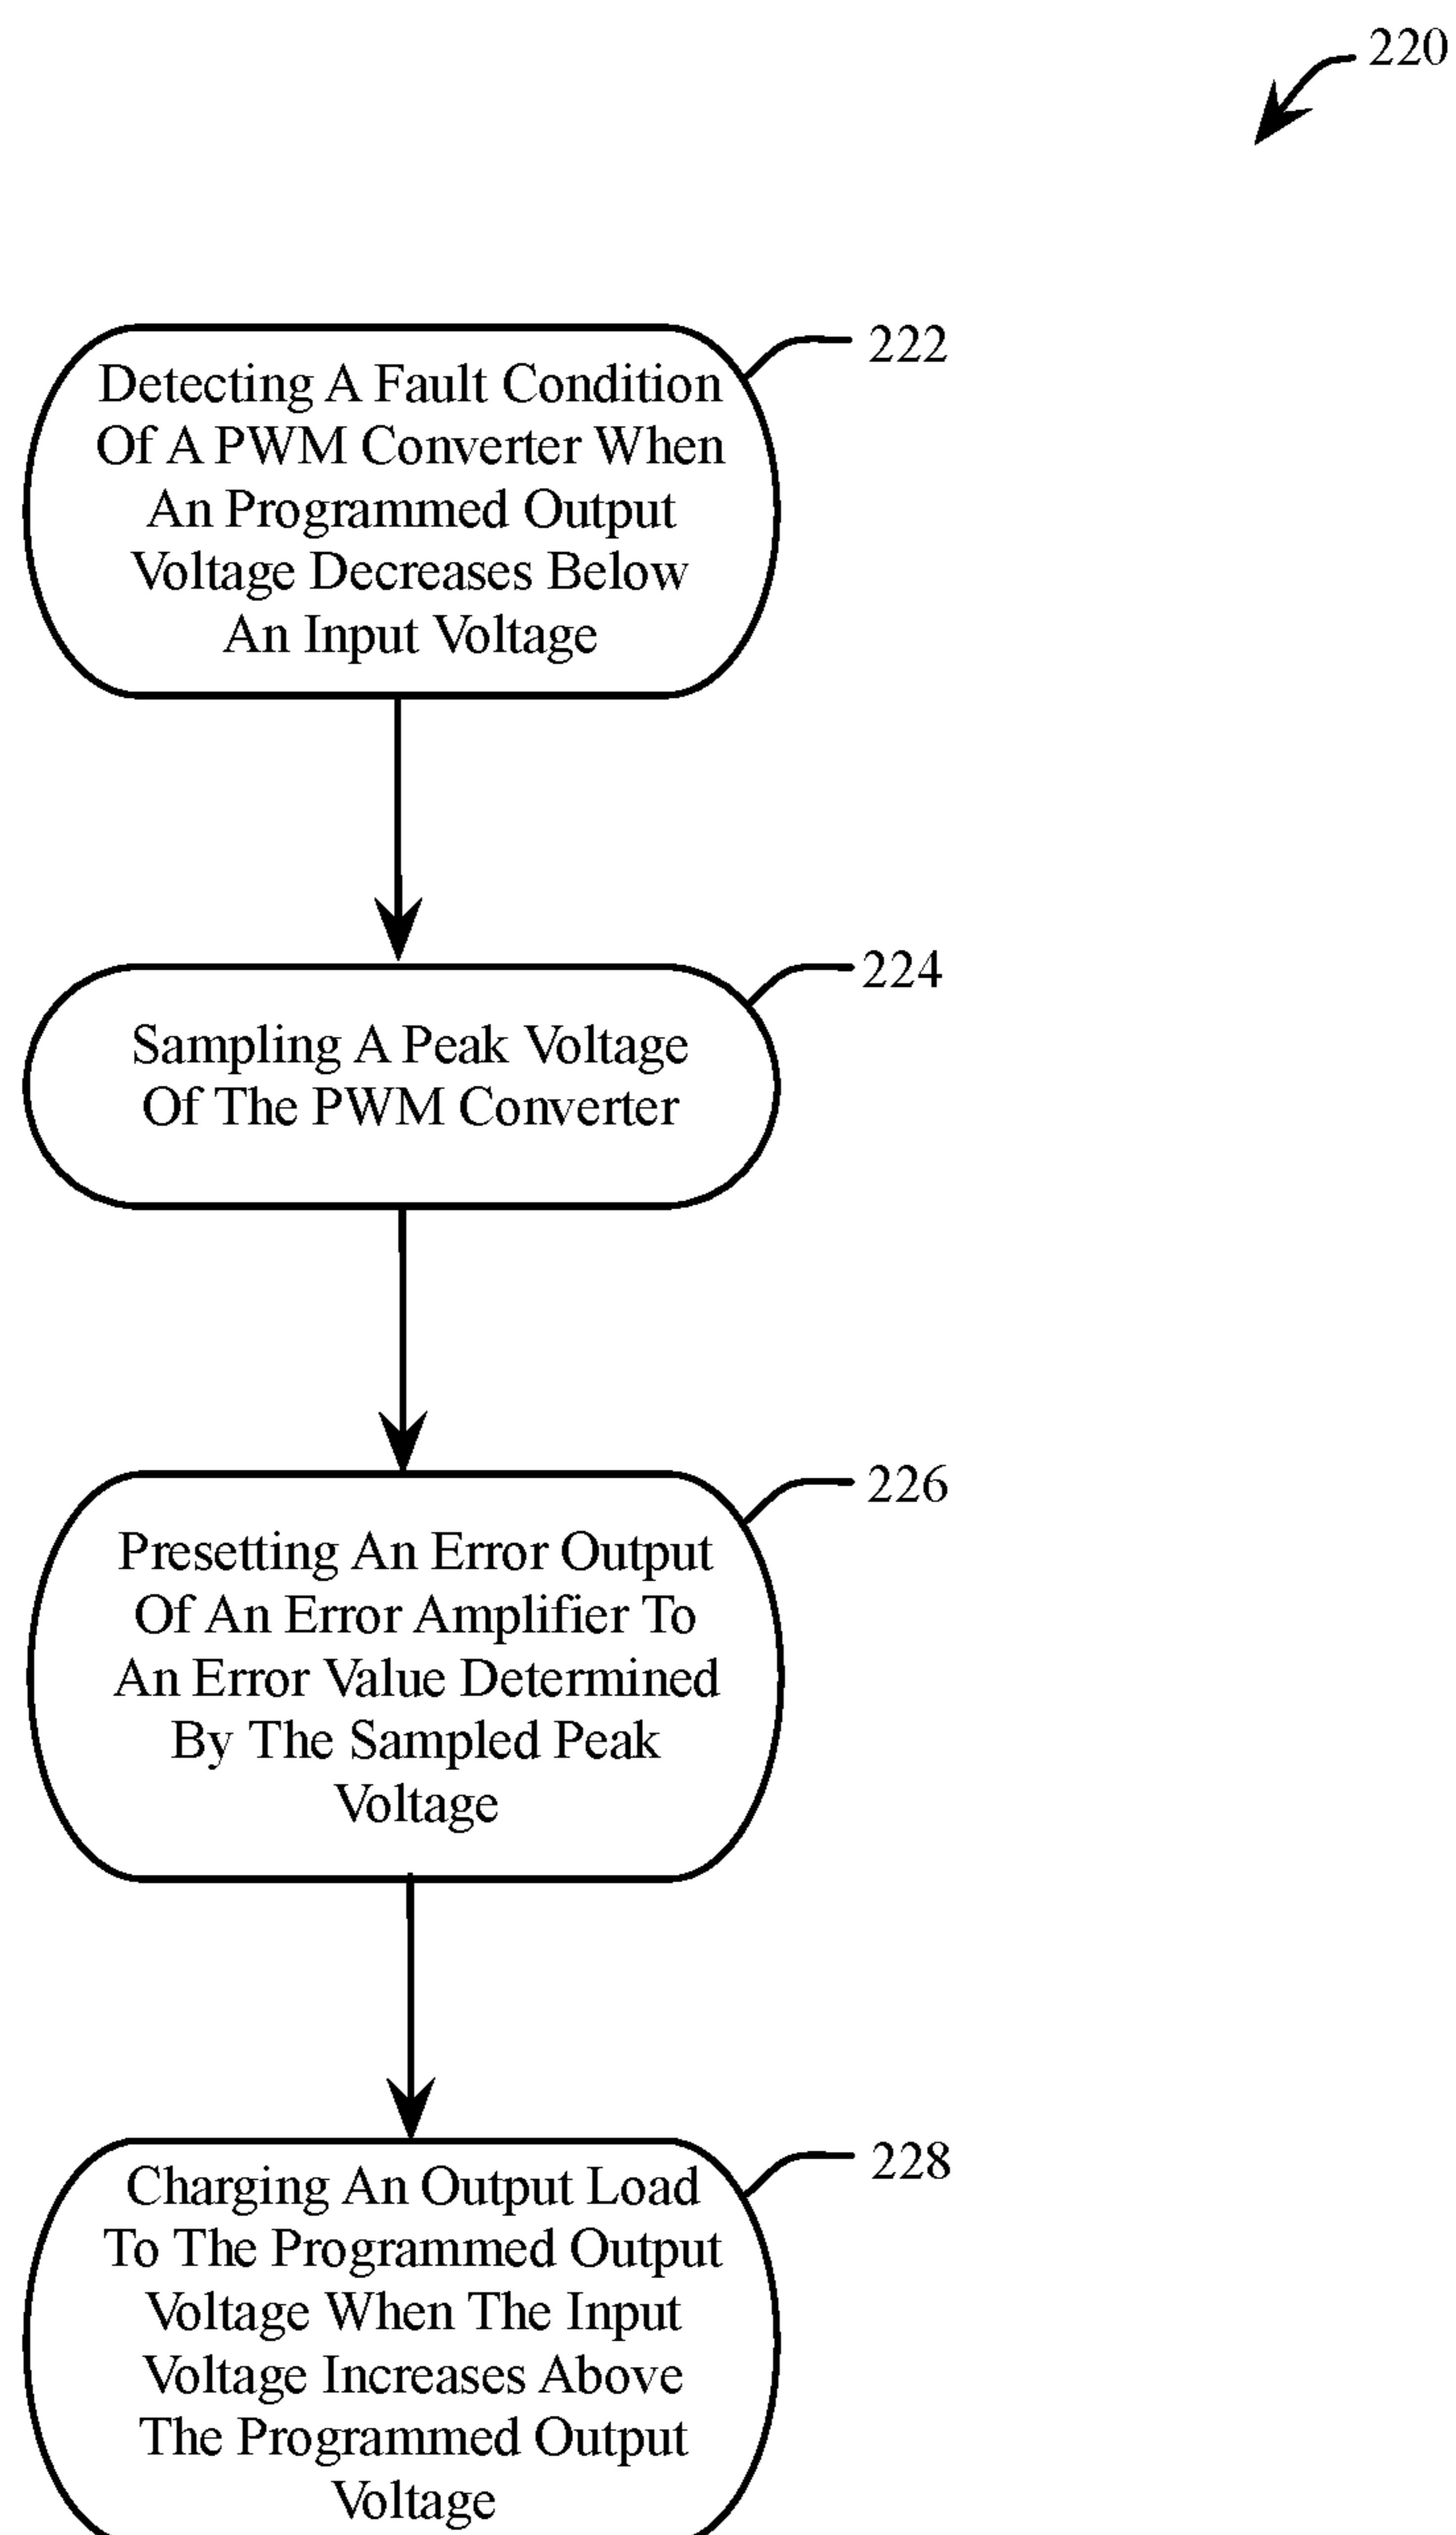 220
222
Detecting A Fault Condition
Of A PWM Converter When
An Programmed Output
Voltage Decreases Below
An Input Voltage
224
Sampling A Peak Voltage
Of The PWM Converter
226
Presetting An Error Output
Of An Error Amplifier To
An Error Value Determined
By The Sampled Peak
Voltage
228
Charging An Output Load
To The Programmed Output
Voltage When The Input
Voltage Increases Above
The Programmed Output
Voltage